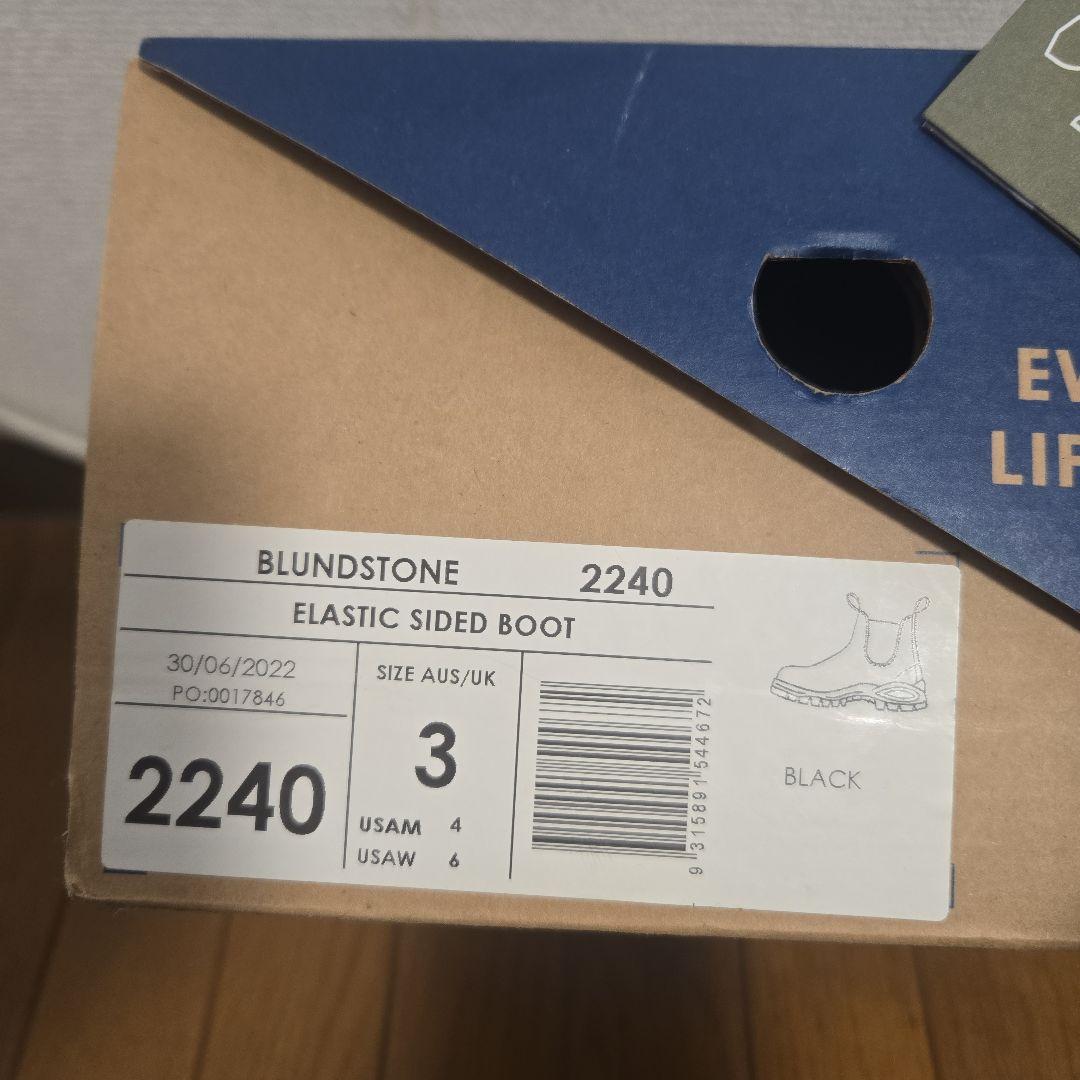 EV
LIF
BLUNDSTONE 2240
ELASTIC SIDED BOOT
30/06/2022
PO:0017846
2240
SIZE AUS/UK
3
USAM 4
USAW 6
9 315891 544672
BLACK